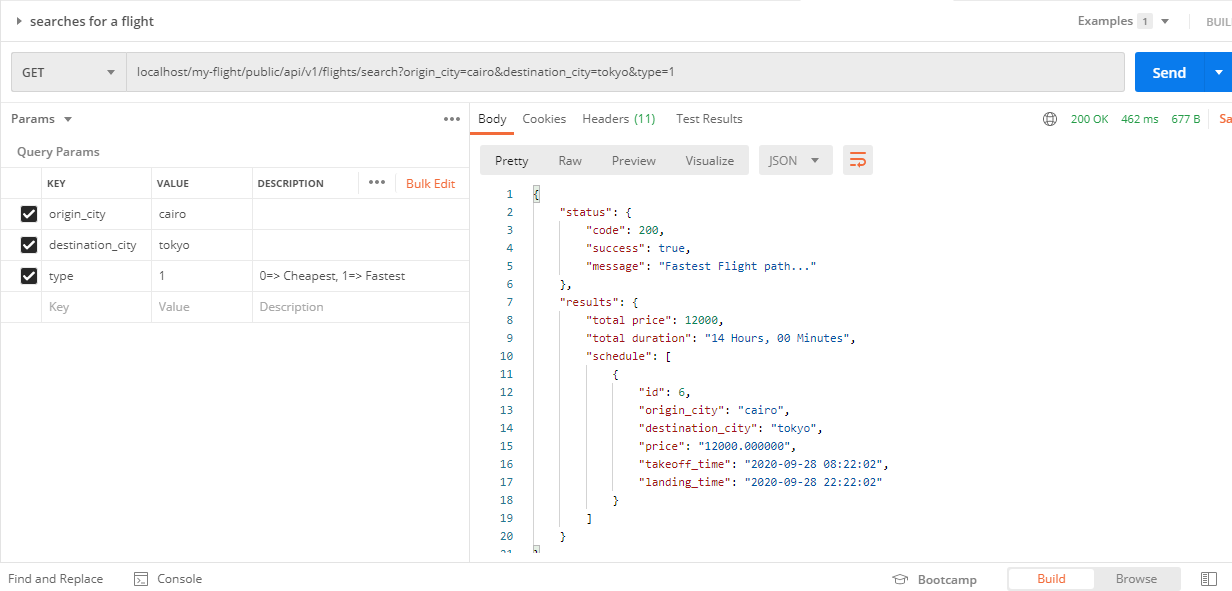 searches for a flight
Examples 1
BUIL
GET
localhost/my-flight/public/api/v1/flights/search?origin_city=cairo&destination_city=tokyo&type=1
Send
Params
Query Params
KEY VALUE DESCRIPTION Bulk Edit
origin_city cairo
destination_city tokyo
type 1 0=> Cheapest, 1=> Fastest
Key Value Description
Body Cookies Headers (11) Test Results
200 OK 462 ms 677 B Sa
Pretty Raw Preview Visualize JSON
1 {
2 "status": {
3 "code": 200,
4 "success": true,
5 "message": "Fastest Flight path..."
6 },
7 "results": {
8 "total price": 12000,
9 "total duration": "14 Hours, 00 Minutes",
10 "schedule": [
11 {
12 "id": 6,
13 "origin_city": "cairo",
14 "destination_city": "tokyo",
15 "price": "12000.000000",
16 "takeoff_time": "2020-09-28 08:22:02",
17 "landing_time": "2020-09-28 22:22:02"
18 }
19 ]
20 }
21 }
Find and Replace Console Bootcamp Build Browse